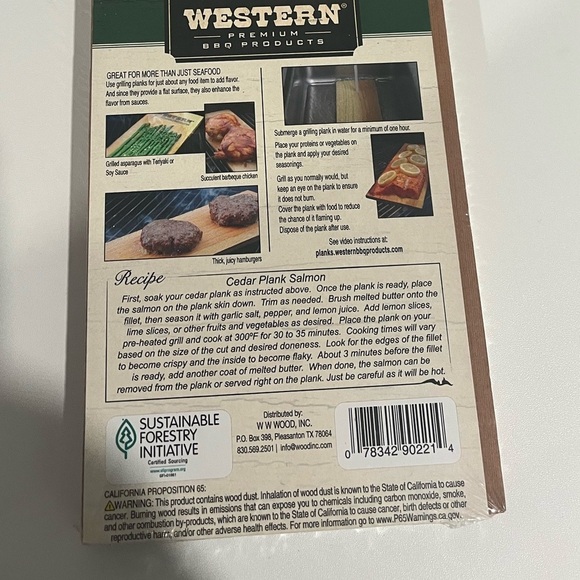 WESTERN®
PREMIUM
BBQ PRODUCTS
GREAT FOR MORE THAN JUST SEAFOOD
Use grilling planks for just about any food item to add flavor.
And since they provide a flat surface, they also enhance the
flavor from sauces.
Grilled asparagus with Teriyaki or
Soy Sauce
Succulent barbeque chicken
Thick, juicy hamburgers
Submerge a grilling plank in water for a minimum of one hour.
Place your proteins or vegetables on
the plank and apply your desired
seasonings.
Grill as you normally would, but
keep an eye on the plank to ensure
it does not burn.
Cover the plank with food to reduce
the chance of it flaming up.
Dispose of the plank after use.
See video instructions at:
planks.westernbbqproducts.com
Recipe
Cedar Plank Salmon
First, soak your cedar plank as instructed above. Once the plank is ready, place
the salmon on the plank skin down. Trim as needed. Brush melted butter onto the
fillet, then season it with garlic salt, pepper, and lemon juice. Add lemon slices,
lime slices, or other fruits and vegetables as desired. Place the plank on your
pre-heated grill and cook at 300ºF for 30 to 35 minutes. Cooking times will vary
based on the size of the cut and desired doneness. Look for the edges of the fillet
to become crispy and the inside to become flaky. About 3 minutes before the fillet
is ready, add another coat of melted butter. When done, the salmon can be
removed from the plank or served right on the plank. Just be careful as it will be hot.
SUSTAINABLE
FORESTRY
INITIATIVE
Certified Sourcing
www.sfiprogram.org
SFI-01061
Distributed by:
W W WOOD, INC.
P.O. Box 398, Pleasanton TX 78064
830.569.2501 | info@woodinc.com
0 78342 90221 4
CALIFORNIA PROPOSITION 65:
⚠WARNING: This product contains wood dust. Inhalation of wood dust is known to the State of California to cause
cancer. Burning wood results in emissions that can expose you to chemicals including carbon monoxide, smoke,
and other combustion by-products, which are known to the State of California to cause cancer, birth defects or other
reproductive harm, and/or other adverse health effects. For more information go to www.P65Warnings.ca.gov.